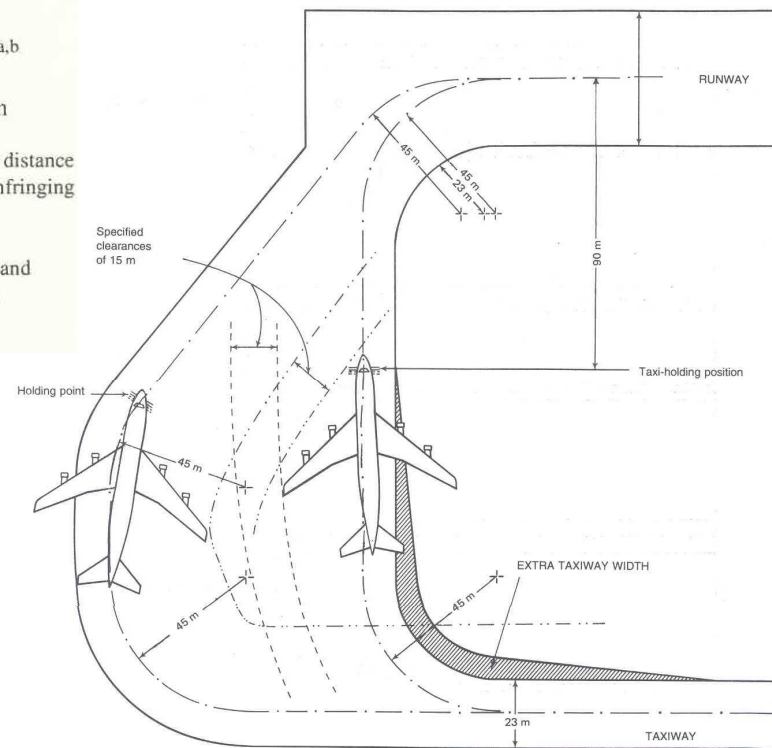 a,b
distance
nfringing
and
RUNWAY
45 m
45 m
23 m
Specified
clearances
of 15 m
90 m
Holding point
Taxi-holding position
45 m
EXTRA TAXIWAY WIDTH
45 m
45 m
23 m
TAXIWAY